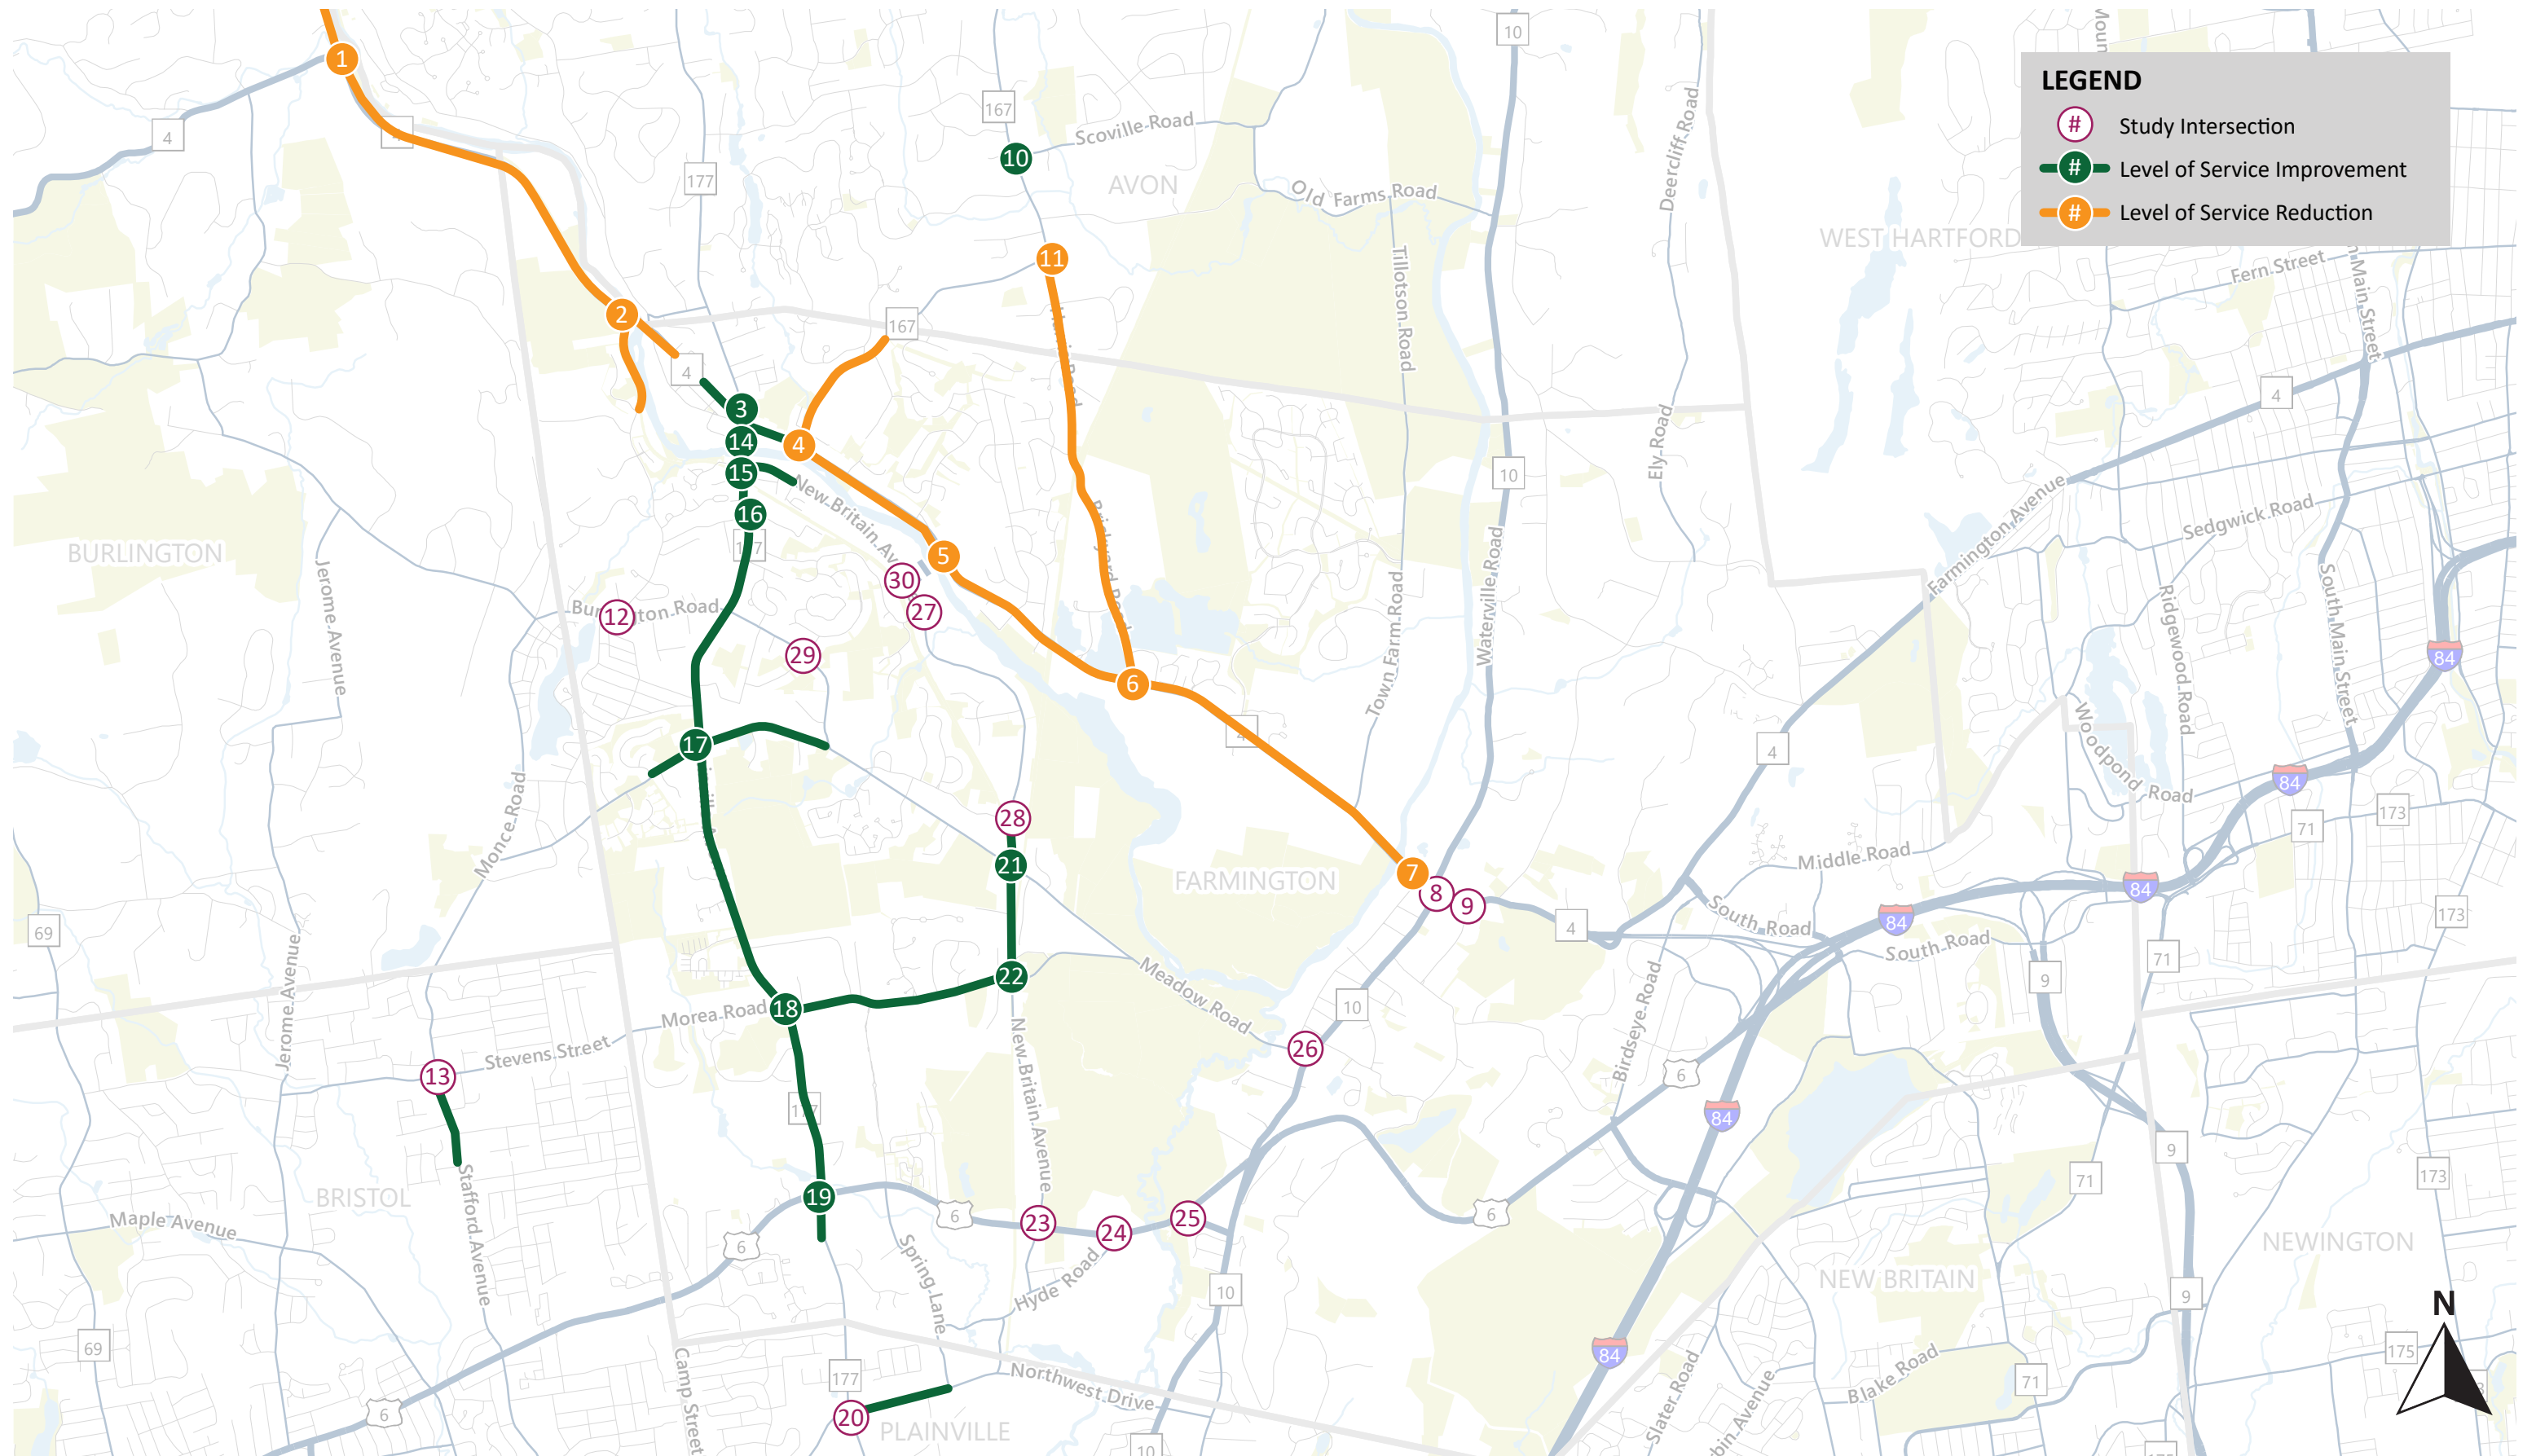 LEGEND
# Study Intersection
# Level of Service Improvement
# Level of Service Reduction
N
1
2
3
4
5
6
7
8
9
10
11
12
13
14
15
16
17
18
19
20
21
22
23
24
25
26
27
28
29
30
BURLINGTON
AVON
WEST HARTFORD
FARMINGTON
BRISTOL
PLAINVILLE
NEW BRITAIN
NEWINGTON
Scoville Road
Old Farms Road
Deercliff Road
Tillotson Road
Ely Road
Waterville Road
Town Farm Road
Fern Street
Farmington Avenue
Sedgwick Road
Ridgewood Road
South Main Street
Woodpond Road
Middle Road
South Road
South Road
Birdseye Road
Meadow Road
New Britain Avenue
Hyde Road
Spring Lane
Northwest Drive
Morea Road
Stevens Street
Jerome Avenue
Jerome Avenue
Monce Road
Stafford Avenue
Maple Avenue
Camp Street
Slater Road
Blake Road
4
4
4
4
4
4
177
177
167
167
10
10
10
10
10
69
69
6
6
6
6
6
84
84
84
84
84
84
84
9
9
9
71
71
71
71
173
173
173
175